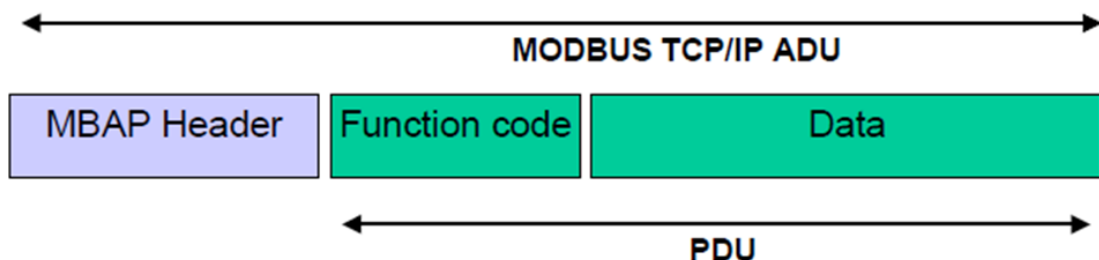 MODBUS TCP/IP ADU
MBAP Header Function code Data
PDU